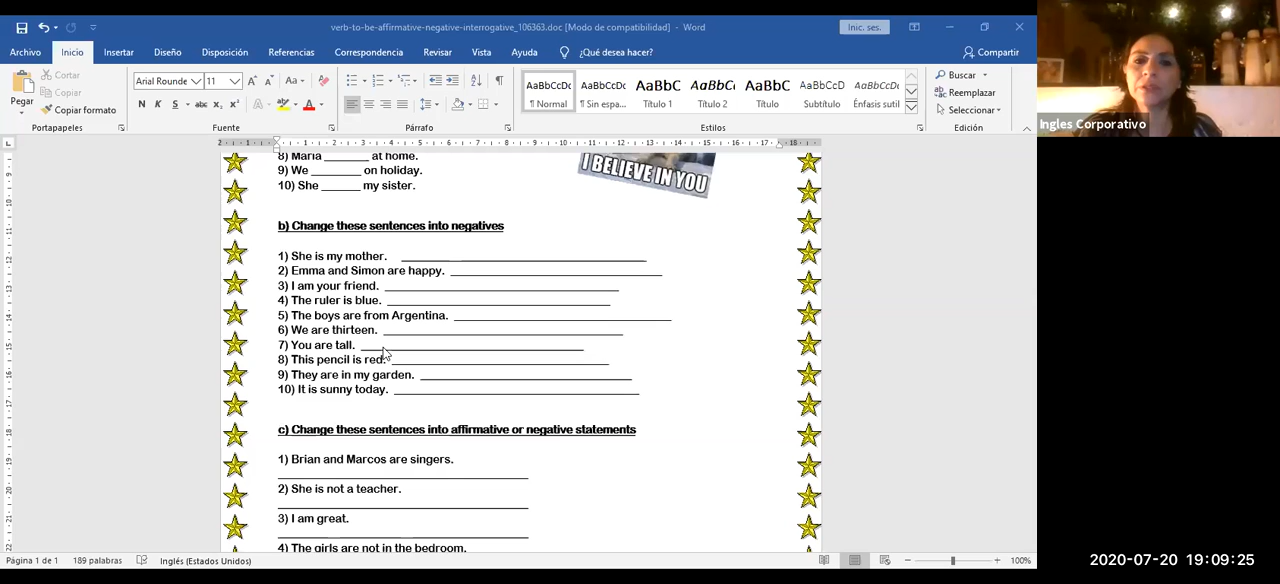 verb-to-be-affirmative-negative-interrogative_106363.doc [Modo de compatibilidad] - Word
Inic. ses.
Archivo Inicio Insertar Diseño Disposición Referencias Correspondencia Revisar Vista Ayuda ¿Qué desea hacer? Compartir
Pegar
Cortar
Copiar
Copiar formato
Portapapeles
Arial Rounde 11
Fuente
Párrafo
AaBbCcDc ¶ Normal
AaBbCcDc ¶ Sin espa...
AaBbC Título 1
AaBbCc Título 2
AaBbCc Título
AaBbCcD Subtítulo
AaBbCcDc Énfasis sutil
Estilos
Buscar
Reemplazar
Seleccionar
Edición
Ingles Corporativo
8) Maria ________ at home.
9) We _________ on holiday.
10) She _______ my sister.
I BELIEVE IN YOU
b) Change these sentences into negatives
1) She is my mother.
2) Emma and Simon are happy.
3) I am your friend.
4) The ruler is blue.
5) The boys are from Argentina.
6) We are thirteen.
7) You are tall.
8) This pencil is red.
9) They are in my garden.
10) It is sunny today.
c) Change these sentences into affirmative or negative statements
1) Brian and Marcos are singers.
2) She is not a teacher.
3) I am great.
4) The girls are not in the bedroom.
Página 1 de 1 189 palabras Inglés (Estados Unidos) 100%
2020-07-20 19:09:25